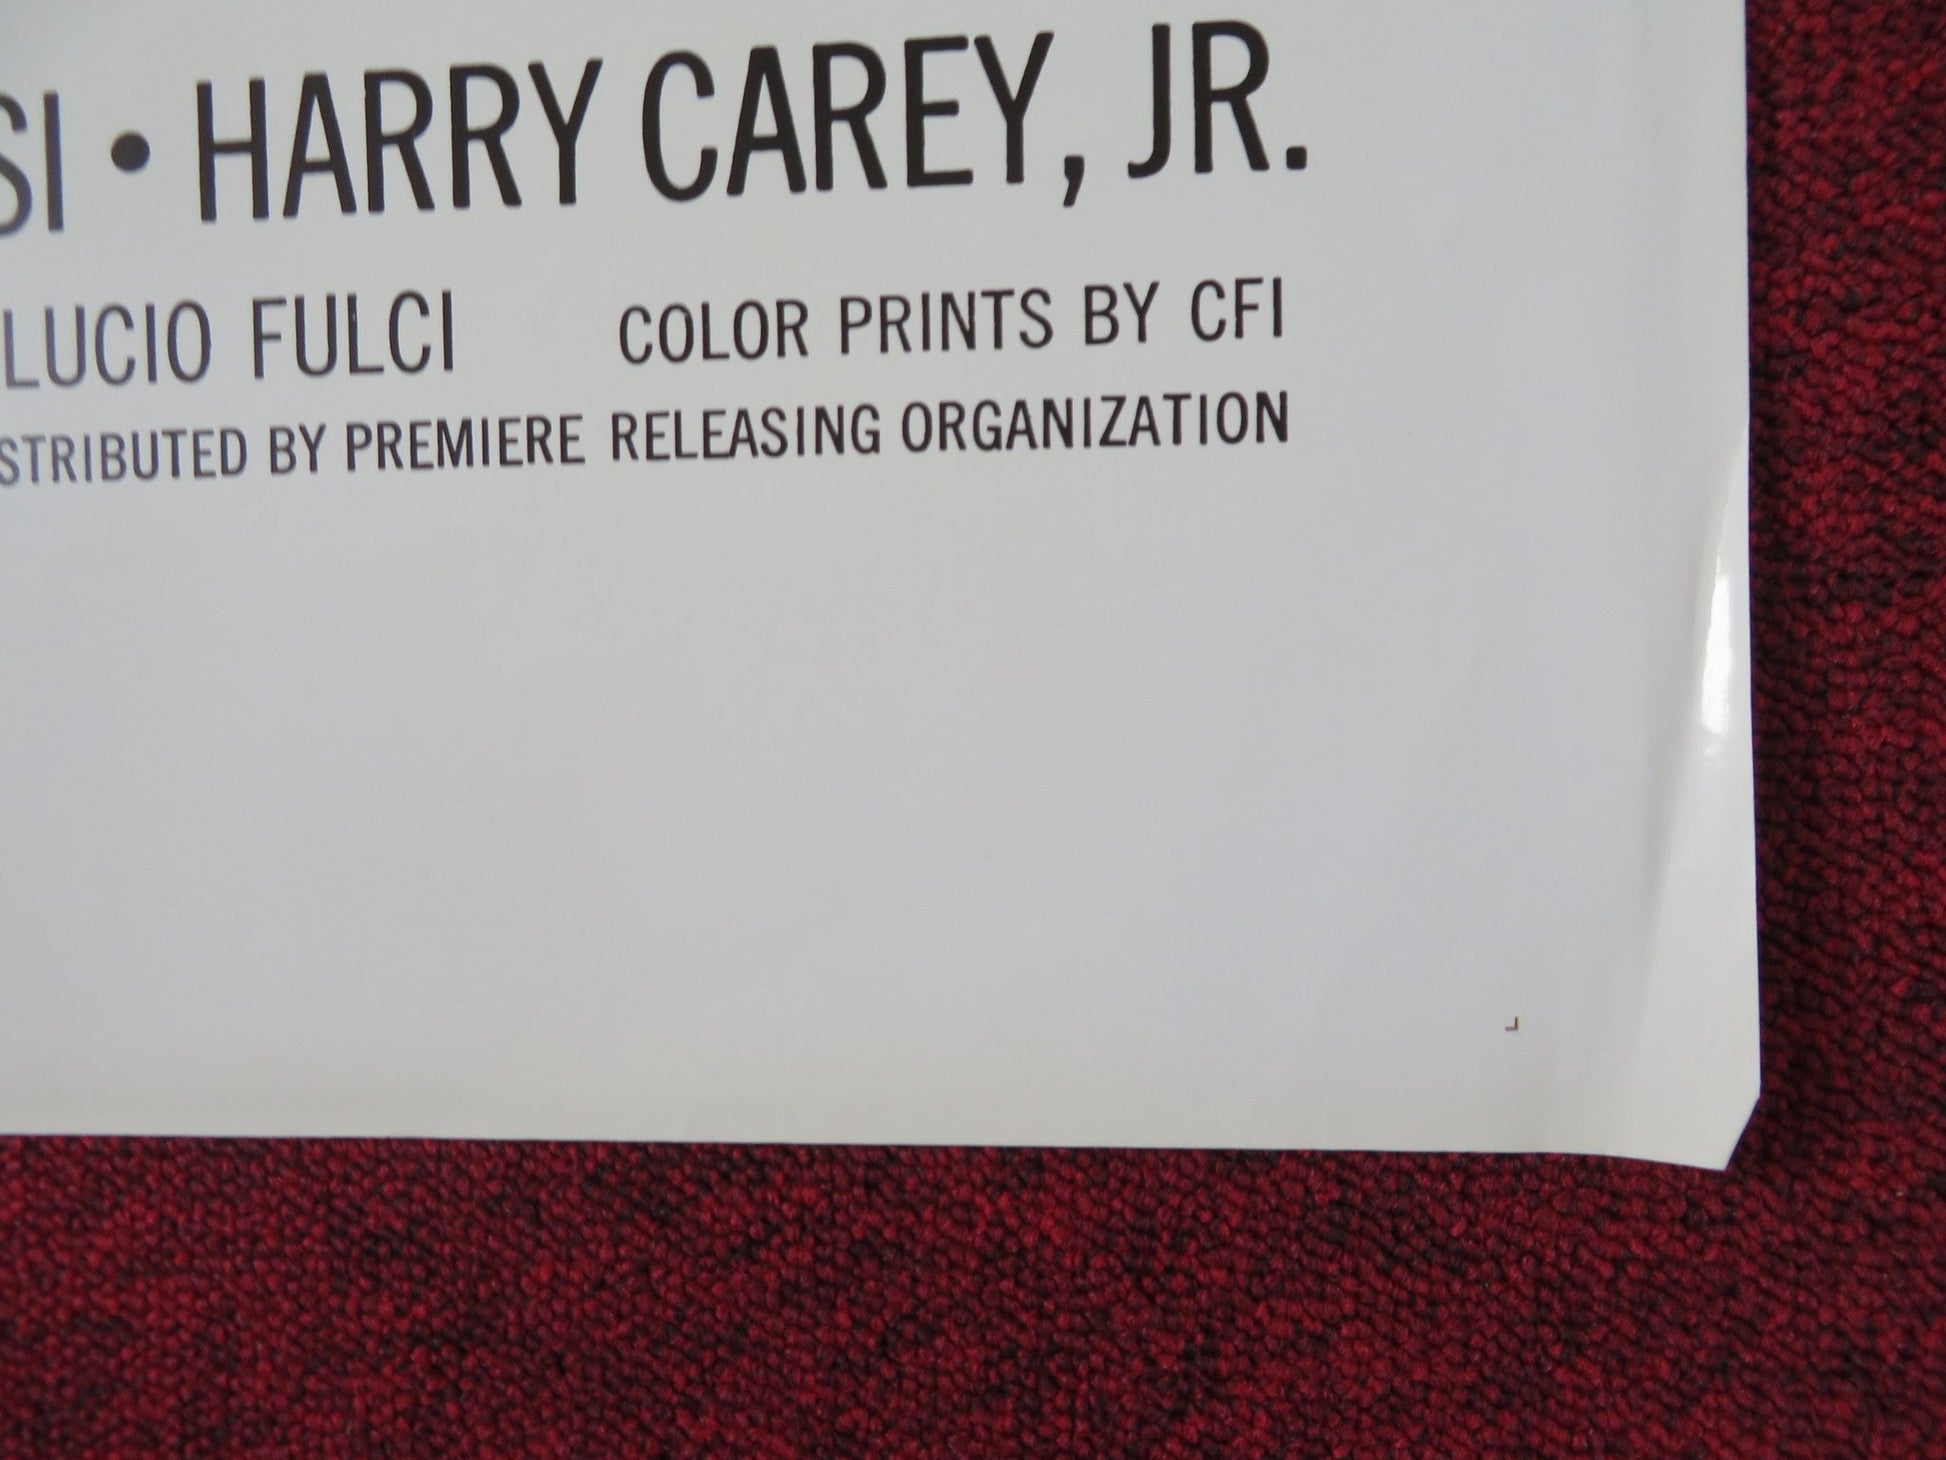 SI • HARRY CAREY, JR.
LUCIO FULCI COLOR PRINTS BY CFI
STRIBUTED BY PREMIERE RELEASING ORGANIZATION